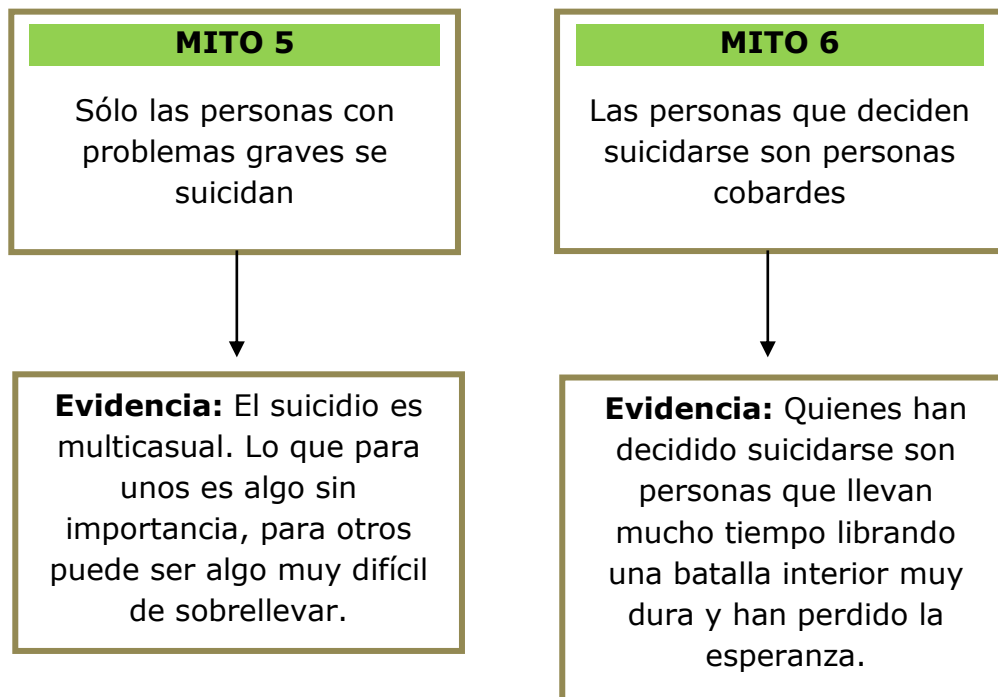 MITO 5
Sólo las personas con
problemas graves se
suicidan
Evidencia: El suicidio es
multicasual. Lo que para
unos es algo sin
importancia, para otros
puede ser algo muy difícil
de sobrellevar.
MITO 6
Las personas que deciden
suicidarse son personas
cobardes
Evidencia: Quienes han
decidido suicidarse son
personas que llevan
mucho tiempo librando
una batalla interior muy
dura y han perdido la
esperanza.